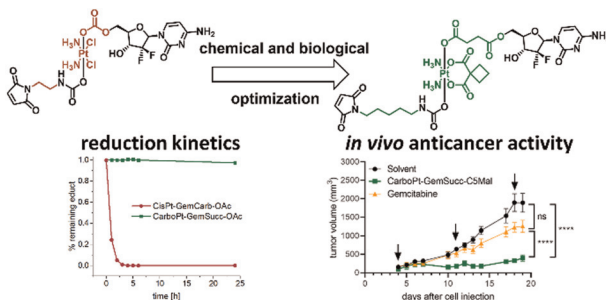 chemical and biological
optimization
O
O
O
O
O
N
N
NH2
H3N
Cl
Pt
H3N
Cl
HO
F
F
O
O
N
O
H
N
O
O
O
O
O
O
O
N
N
NH
O
HO
F
F
H3N
Pt
H3N
O
O
O
O
O
N
O
H
N
O
O
reduction kinetics
in vivo anticancer activity
% remaining educt
1.0
0.8
0.6
0.4
0.2
0.0
CisPt-GemCarb-OAc
CarboPt-GemSucc-OAc
0
5
10
15
20
25
time [h]
tumor volume (mm3)
3000
2500
2000
1500
1000
500
0
Solvent
CarboPt-GemSucc-C5Mal
Gemcitabine
ns
****
****
0
5
10
15
20
days after cell injection